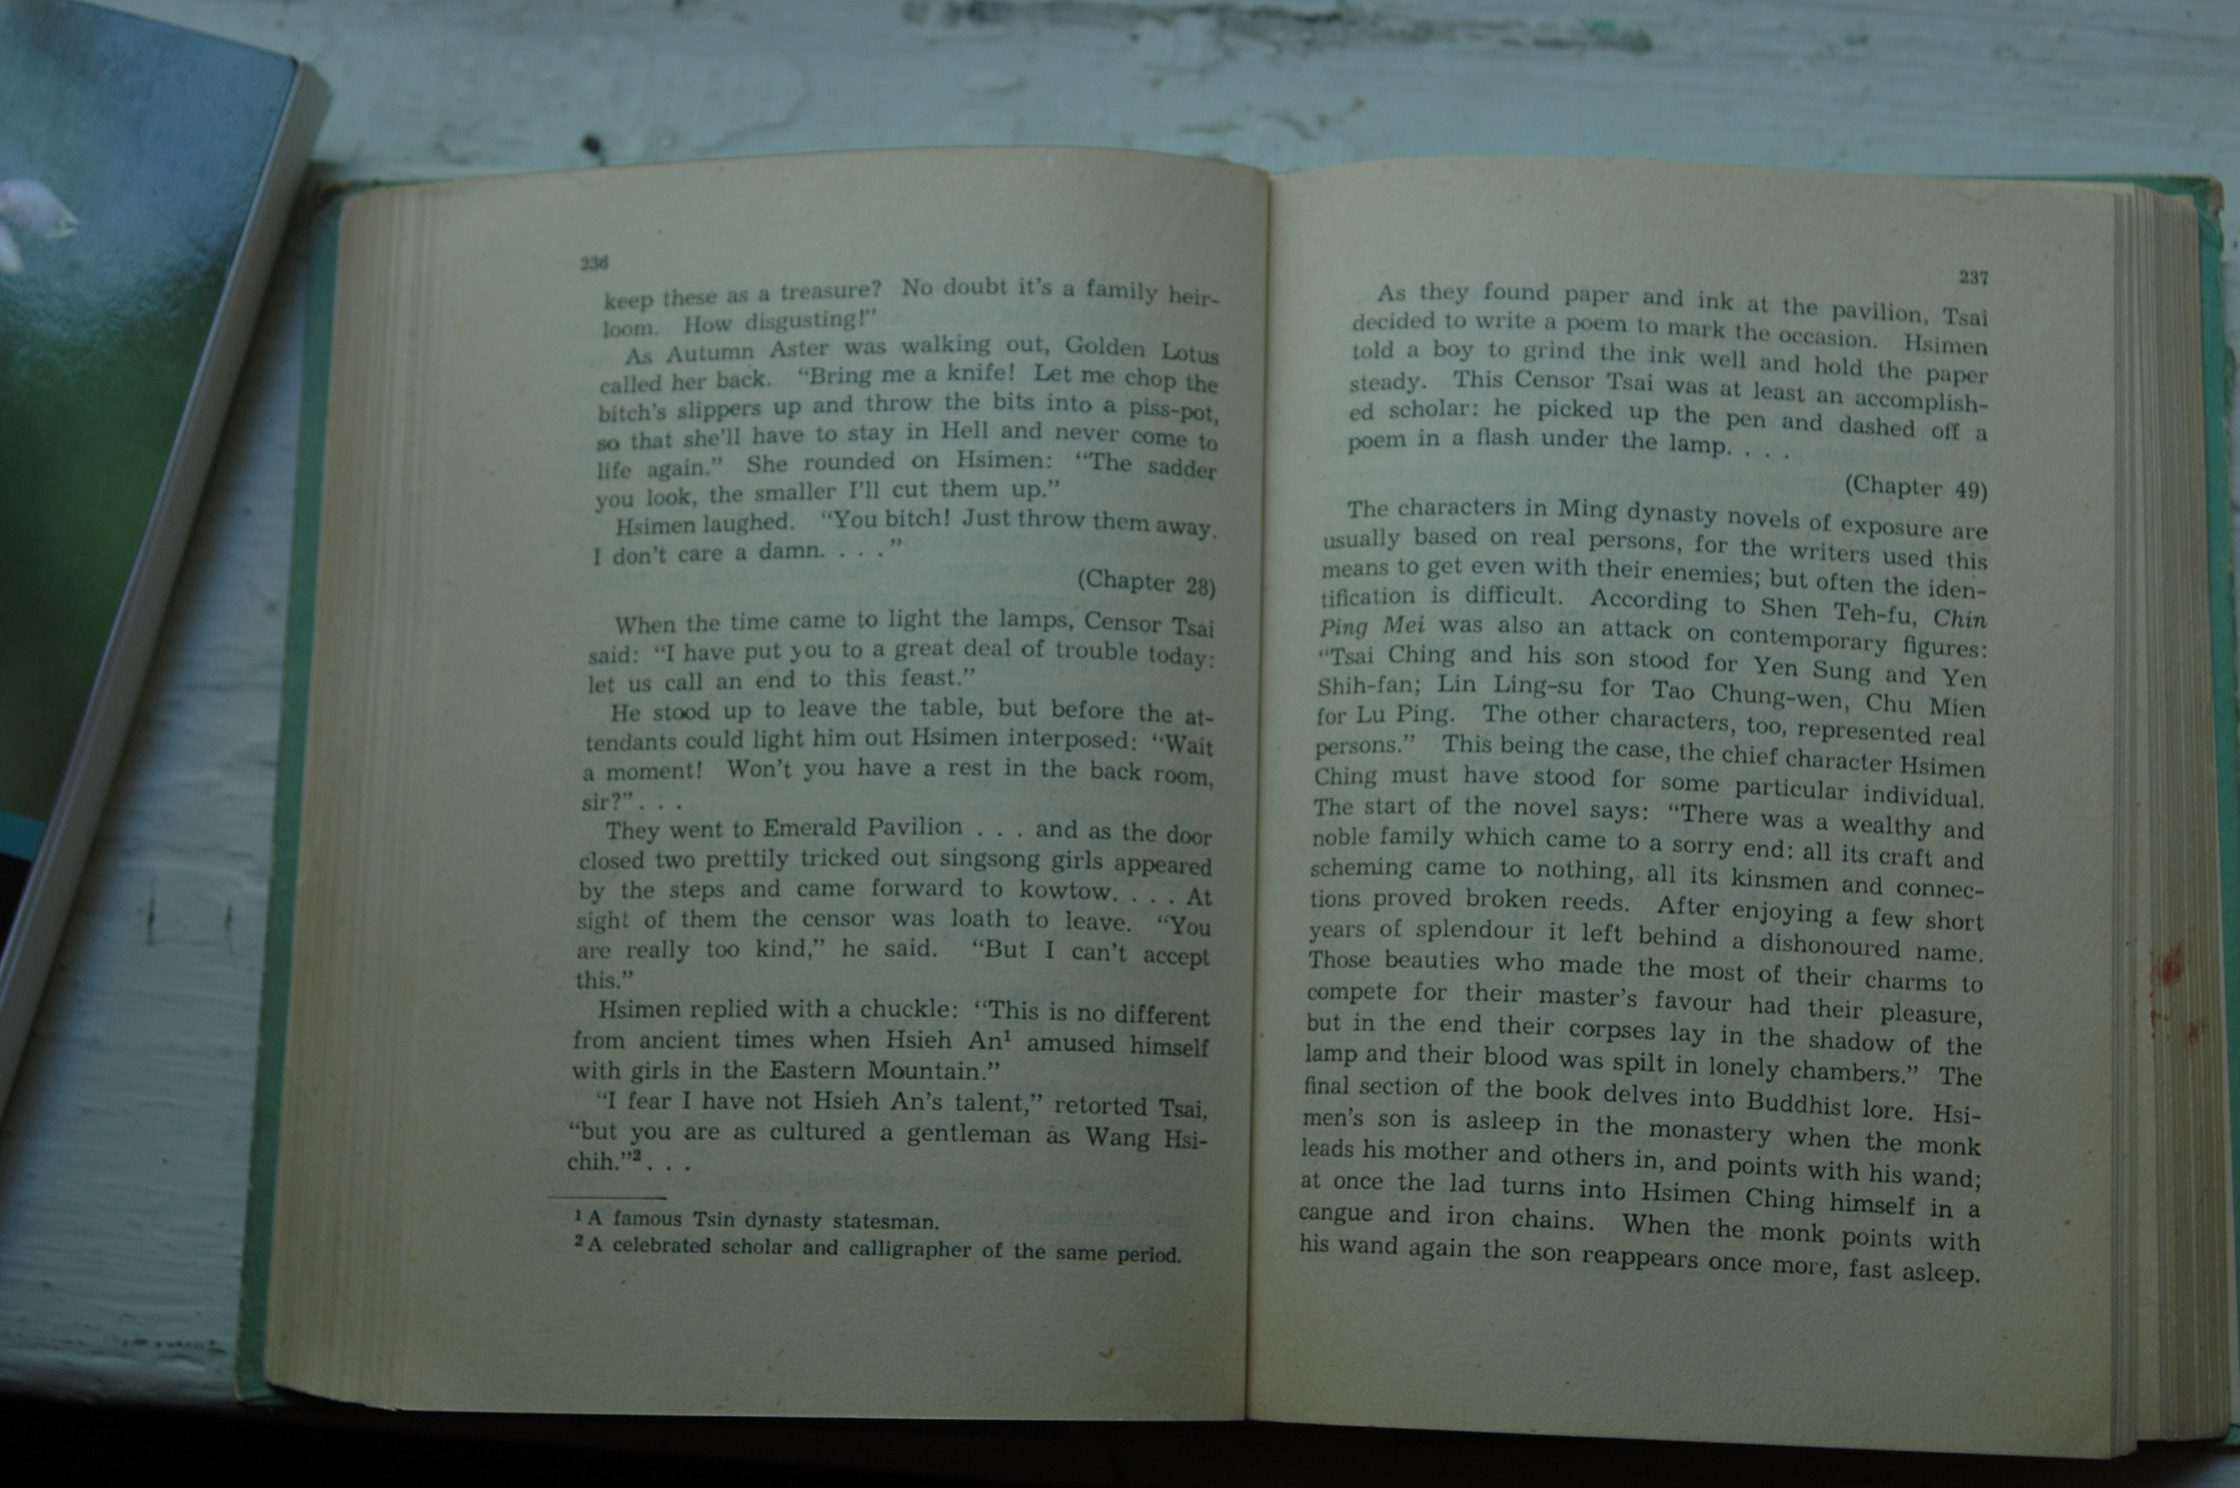 236
keep these as a treasure? No doubt it's a family heir-
loom. How disgusting!"
As Autumn Aster was walking out, Golden Lotus
called her back. "Bring me a knife! Let me chop the
bitch's slippers up and throw the bits into a piss-pot,
so that she'll have to stay in Hell and never come to
life again." She rounded on Hsimen: "The sadder
you look, the smaller I'll cut them up."
Hsimen laughed. "You bitch! Just throw them away.
I don't care a damn. . . ."
(Chapter 28)
When the time came to light the lamps, Censor Tsai
said: "I have put you to a great deal of trouble today:
let us call an end to this feast."
He stood up to leave the table, but before the at-
tendants could light him out Hsimen interposed: "Wait
a moment! Won't you have a rest in the back room,
sir?". . .
They went to Emerald Pavilion . . . and as the door
closed two prettily tricked out singsong girls appeared
by the steps and came forward to kowtow. . . . At
sight of them the censor was loath to leave. "You
are really too kind," he said. "But I can't accept
this."
Hsimen replied with a chuckle: "This is no different
from ancient times when Hsieh An¹ amused himself
with girls in the Eastern Mountain."
"I fear I have not Hsieh An's talent," retorted Tsai,
"but you are as cultured a gentleman as Wang Hsi-
chih."². . .
¹ A famous Tsin dynasty statesman.
² A celebrated scholar and calligrapher of the same period.
237
As they found paper and ink at the pavilion, Tsai
decided to write a poem to mark the occasion. Hsimen
told a boy to grind the ink well and hold the paper
steady. This Censor Tsai was at least an accomplish-
ed scholar: he picked up the pen and dashed off a
poem in a flash under the lamp. . . .
(Chapter 49)
The characters in Ming dynasty novels of exposure are
usually based on real persons, for the writers used this
means to get even with their enemies; but often the iden-
tification is difficult. According to Shen Teh-fu, Chin
Ping Mei was also an attack on contemporary figures:
"Tsai Ching and his son stood for Yen Sung and Yen
Shih-fan; Lin Ling-su for Tao Chung-wen, Chu Mien
for Lu Ping. The other characters, too, represented real
persons." This being the case, the chief character Hsimen
Ching must have stood for some particular individual.
The start of the novel says: "There was a wealthy and
noble family which came to a sorry end: all its craft and
scheming came to nothing, all its kinsmen and connec-
tions proved broken reeds. After enjoying a few short
years of splendour it left behind a dishonoured name.
Those beauties who made the most of their charms to
compete for their master's favour had their pleasure,
but in the end their corpses lay in the shadow of the
lamp and their blood was spilt in lonely chambers." The
final section of the book delves into Buddhist lore. Hsi-
men's son is asleep in the monastery when the monk
leads his mother and others in, and points with his wand;
at once the lad turns into Hsimen Ching himself in a
cangue and iron chains. When the monk points with
his wand again the son reappears once more, fast asleep.